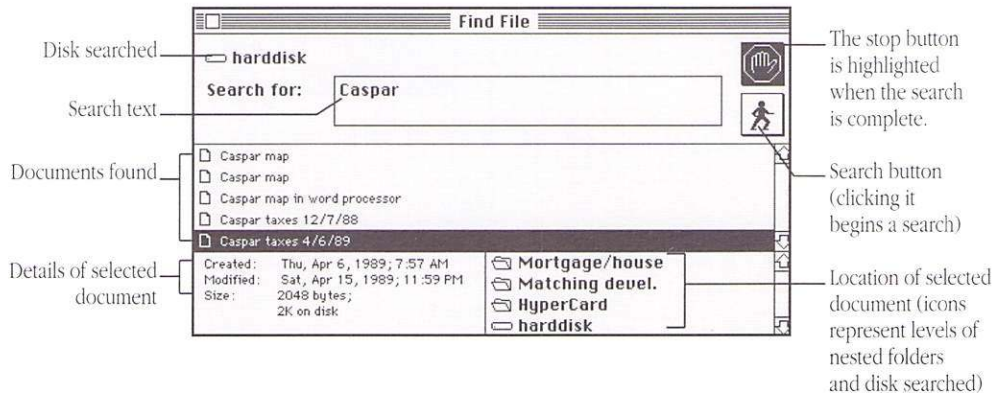 Find File
Disk searched
harddisk
Search text
Search for:
Caspar
The stop button
is highlighted
when the search
is complete.
Documents found
Caspar map
Caspar map
Caspar map in word processor
Caspar taxes 12/7/88
Caspar taxes 4/6/89
Search button
(clicking it
begins a search)
Details of selected
document
Created: Thu, Apr 6, 1989; 7:57 AM
Modified: Sat, Apr 15, 1989; 11:59 PM
Size: 2048 bytes;
2K on disk
Mortgage/house
Matching devel.
HyperCard
harddisk
Location of selected
document (icons
represent levels of
nested folders
and disk searched)